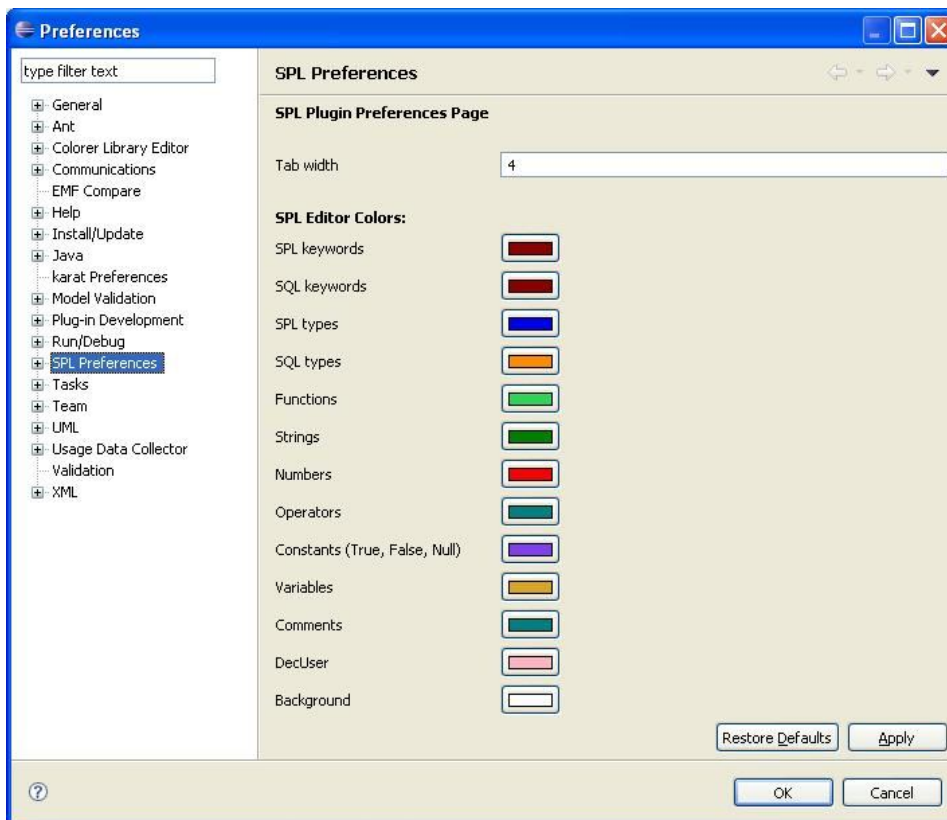 Preferences
type filter text
General
Ant
Colorer Library Editor
Communications
EMF Compare
Help
Install/Update
Java
karat Preferences
Model Validation
Plug-in Development
Run/Debug
SPL Preferences
Tasks
Team
UML
Usage Data Collector
Validation
XML
SPL Preferences
SPL Plugin Preferences Page
Tab width 4
SPL Editor Colors:
SPL keywords
SQL keywords
SPL types
SQL types
Functions
Strings
Numbers
Operators
Constants (True, False, Null)
Variables
Comments
DecUser
Background
Restore Defaults Apply
? OK Cancel